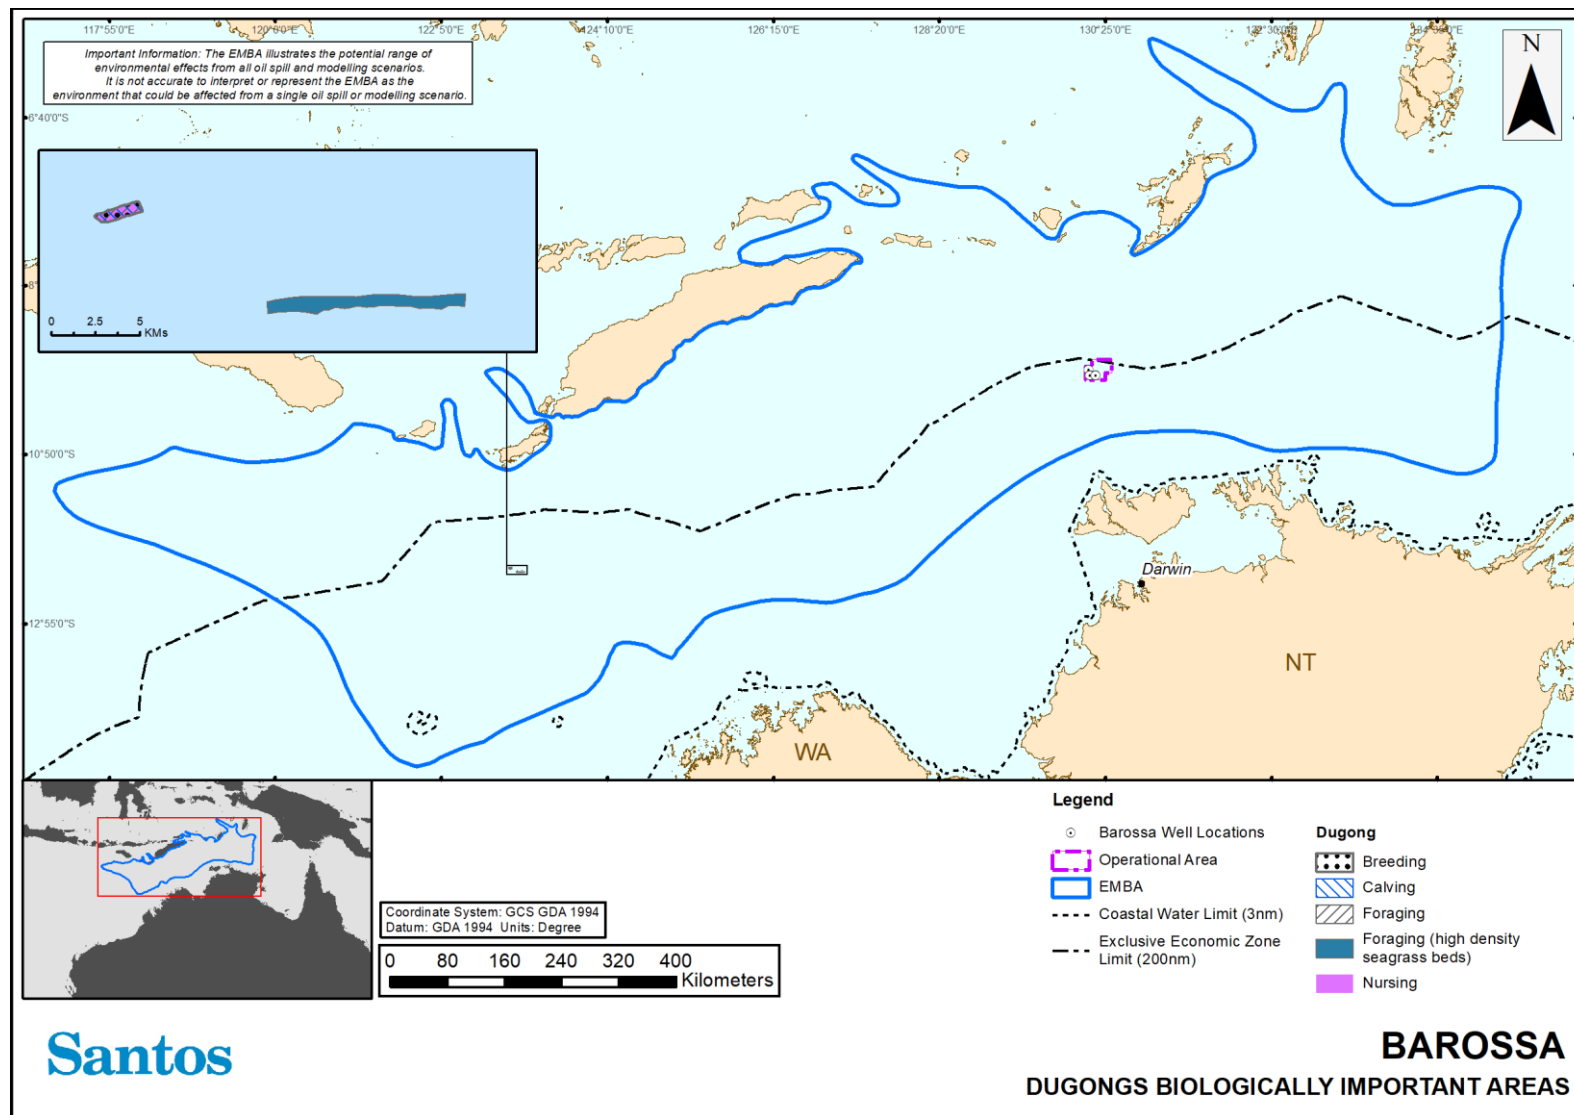 117°55'0"E 120°0'0"E 122°5'0"E 124°10'0"E 126°15'0"E 128°20'0"E 130°25'0"E 132°30'0"E
Important Information: The EMBA illustrates the potential range of
environmental effects from all oil spill and modelling scenarios.
It is not accurate to interpret or represent the EMBA as the
environment that could be affected from a single oil spill or modelling scenario.
N
6°40'0"S
0 2.5 5
KMs
10°50'0"S
Darwin
12°55'0"S
NT
WA
Legend
Barossa Well Locations
Operational Area
EMBA
Coastal Water Limit (3nm)
Exclusive Economic Zone
Limit (200nm)
Dugong
Breeding
Calving
Foraging
Foraging (high density
seagrass beds)
Nursing
Coordinate System: GCS GDA 1994
Datum: GDA 1994 Units: Degree
0 80 160 240 320 400
Kilometers
Santos
BAROSSA
DUGONGS BIOLOGICALLY IMPORTANT AREAS